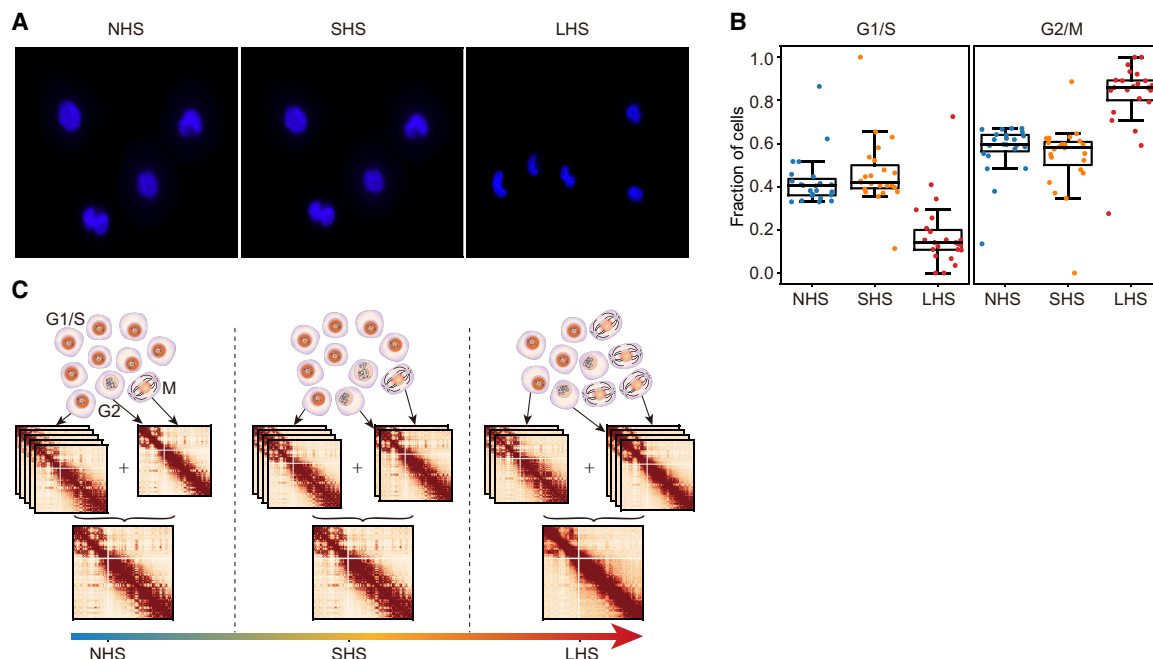 A
NHS
SHS
LHS
B
G1/S
G2/M
Fraction of cells
1.0
0.8
0.6
0.4
0.2
0.0
NHS
SHS
LHS
NHS
SHS
LHS
C
G1/S
M
G2
+
+
+
NHS
SHS
LHS